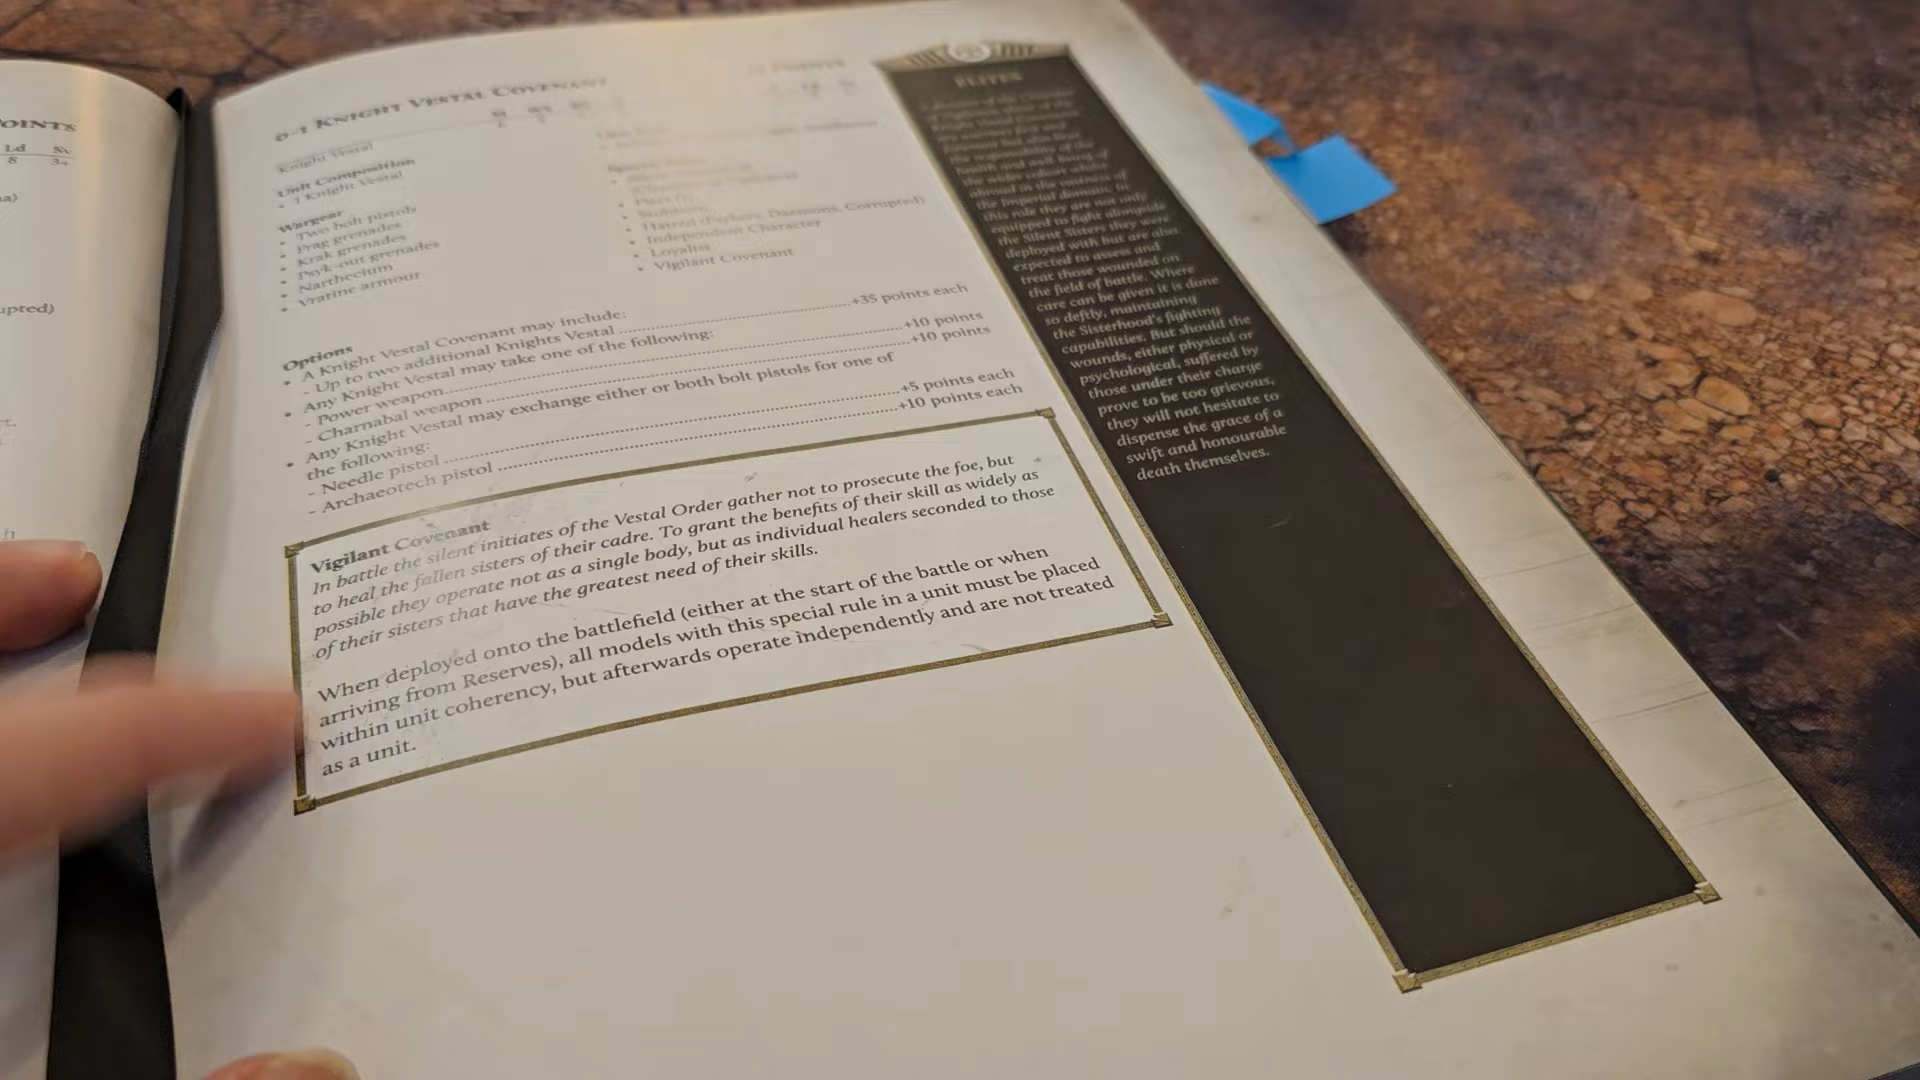 OINTS
Ld Sv
8 3+
upted)
0-1 KNIGHT VESTAL COVENANT
Knight Vestal
Unit Composition
• 1 Knight Vestal
Wargear
• Two bolt pistols
• Frag grenades
• Krak grenades
• Psyk-out grenades
• Narthecium
• Vratine armour
• Hatred (Psykers, Daemons, Corrupted)
• Independent Character
• Loyalist
• Vigilant Covenant
Options
• A Knight Vestal Covenant may include:
- Up to two additional Knights Vestal ..... +35 points each
• Any Knight Vestal may take one of the following:
- Power weapon..... +10 points
- Charnabal weapon ..... +10 points
• Any Knight Vestal may exchange either or both bolt pistols for one of
the following:
- Needle pistol ..... +5 points each
- Archaeotech pistol ..... +10 points each
Vigilant Covenant
In battle the silent initiates of the Vestal Order gather not to prosecute the foe, but
to heal the fallen sisters of their cadre. To grant the benefits of their skill as widely as
possible they operate not as a single body, but as individual healers seconded to those
of their sisters that have the greatest need of their skills.
When deployed onto the battlefield (either at the start of the battle or when
arriving from Reserves), all models with this special rule in a unit must be placed
within unit coherency, but afterwards operate independently and are not treated
as a unit.
ELITES
the Imperial domain. In
this role they are not only
equipped to fight alongside
the Silent Sisters they were
deployed with but are also
expected to assess and
treat those wounded on
the field of battle. Where
care can be given it is done
so deftly, maintaining
the Sisterhood's fighting
capabilities. But should the
wounds, either physical or
psychological, suffered by
those under their charge
prove to be too grievous,
they will not hesitate to
dispense the grace of a
swift and honourable
death themselves.